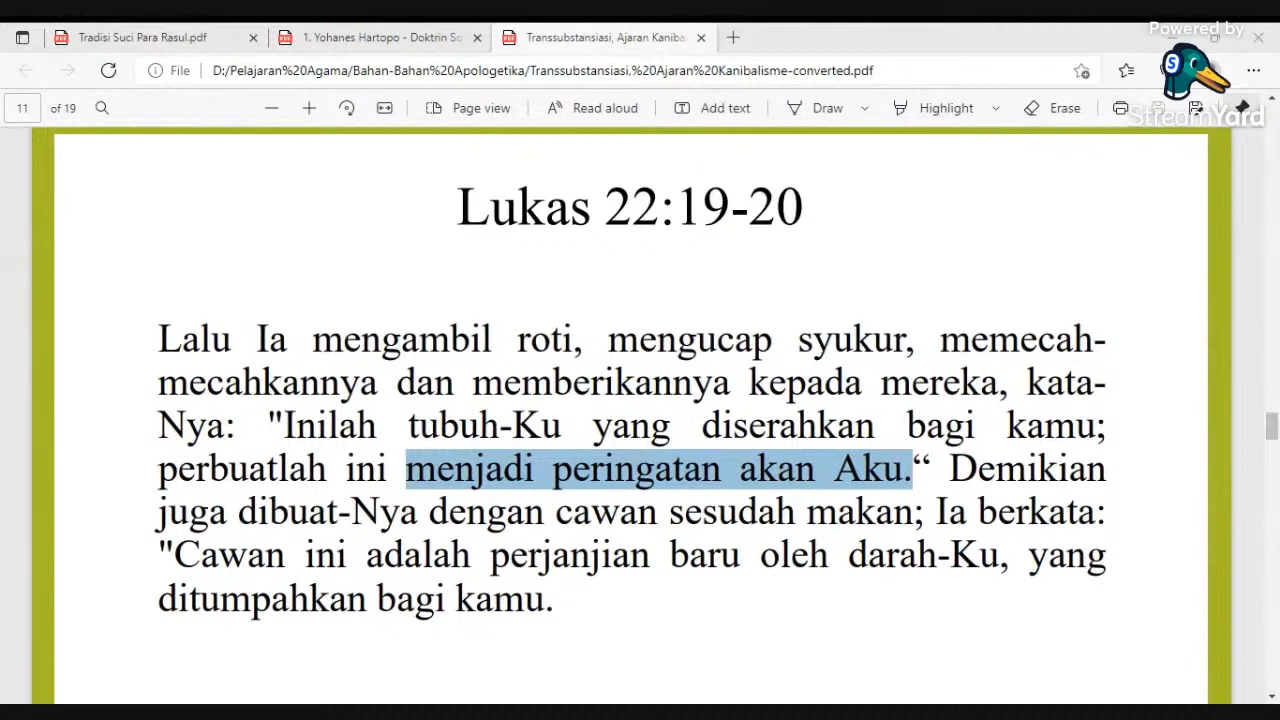 Powered by
Tradisi Suci Para Rasul.pdf
1. Yohanes Hartopo - Doktrin So
Transsubstansiasi, Ajaran Kaniba
File
D:/Pelajaran%20Agama/Bahan-Bahan%20Apologetika/Transsubstansiasi,%20Ajaran%20Kanibalisme-converted.pdf
11 of 19
Page view
Read aloud
Add text
Draw
Highlight
Erase
StreamYard
Lukas 22:19-20
Lalu Ia mengambil roti, mengucap syukur, memecah-
mecahkannya dan memberikannya kepada mereka, kata-
Nya: "Inilah tubuh-Ku yang diserahkan bagi kamu;
perbuatlah ini menjadi peringatan akan Aku.“ Demikian
juga dibuat-Nya dengan cawan sesudah makan; Ia berkata:
"Cawan ini adalah perjanjian baru oleh darah-Ku, yang
ditumpahkan bagi kamu.